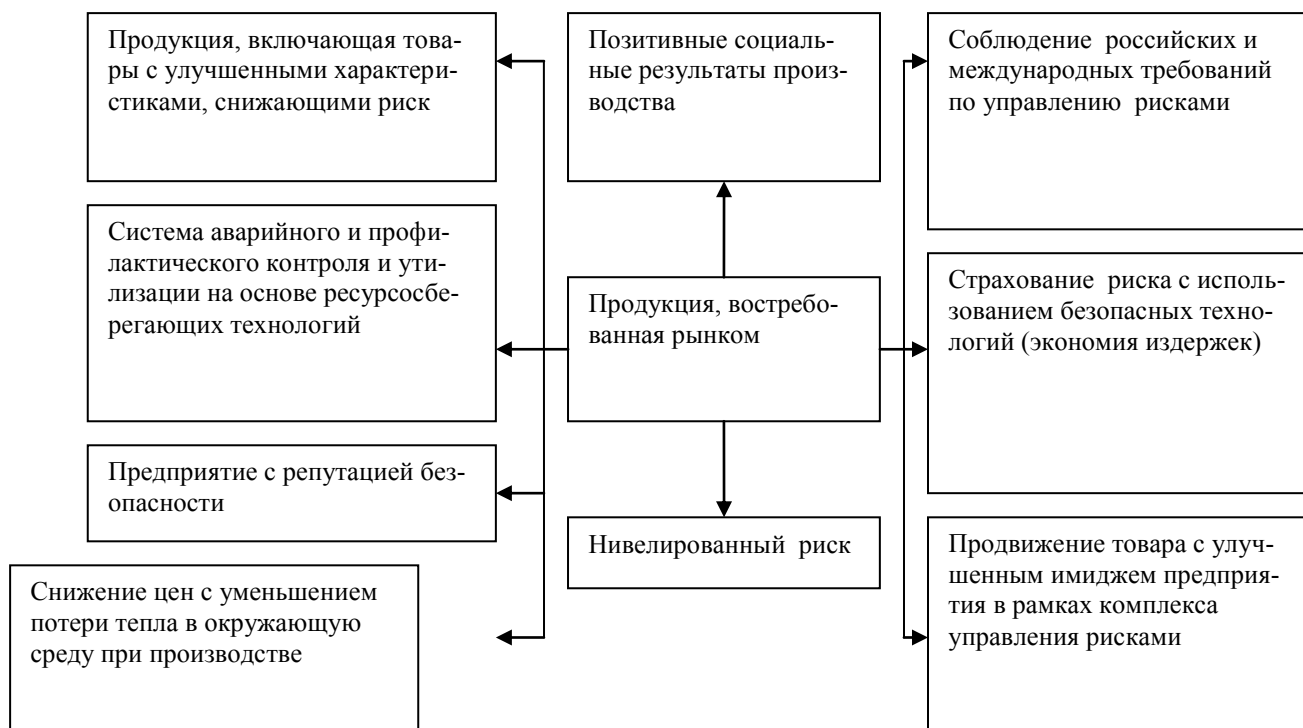 Продукция, включающая това-
ры с улучшенными характери-
стиками, снижающими риск
Система аварийного и профи-
лактического контроля и ути-
лизации на основе ресурсосбе-
регающих технологий
Предприятие с репутацией без-
опасности
Снижение цен с уменьшением
потери тепла в окружающую
среду при производстве
Позитивные социаль-
ные результаты произ-
водства
Продукция, востребо-
ванная рынком
Нивелированный риск
Соблюдение российских и
международных требований
по управлению рисками
Страхование риска с исполь-
зованием безопасных техно-
логий (экономия издержек)
Продвижение товара с улуч-
шенным имиджем предприя-
тия в рамках комплекса
управления рисками